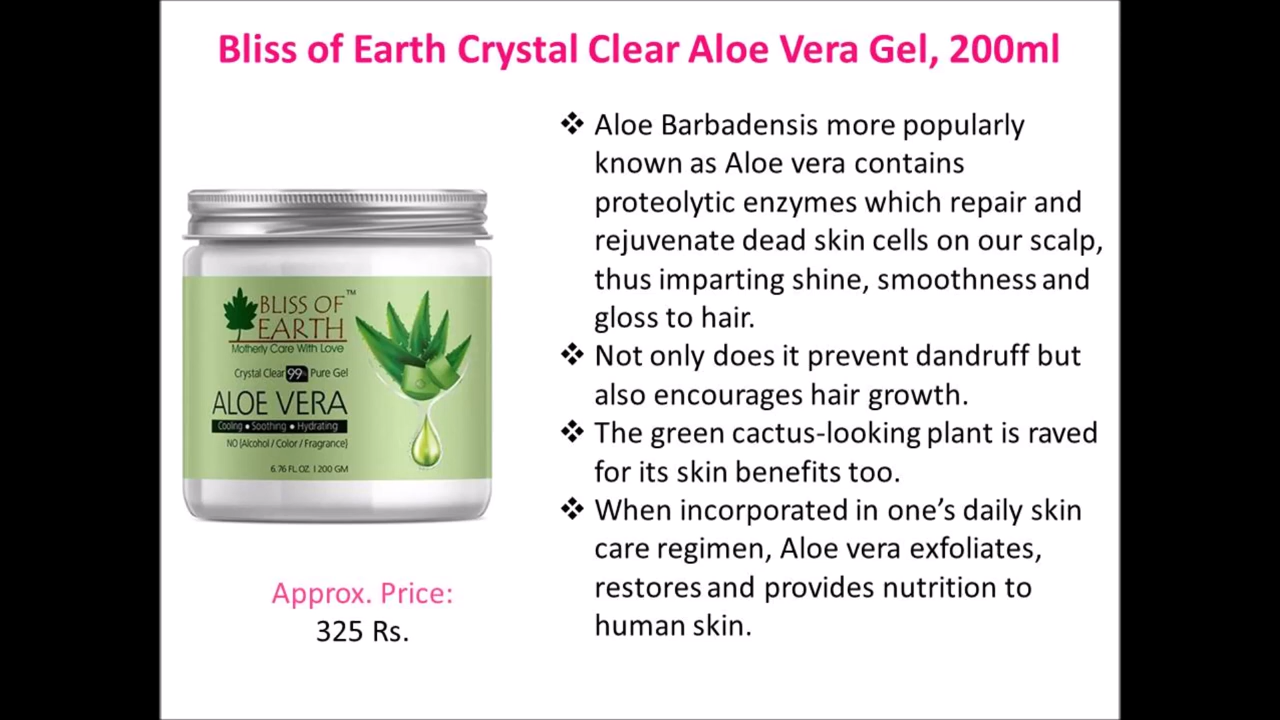 Bliss of Earth Crystal Clear Aloe Vera Gel, 200ml
BLISS OF™
EARTH
Motherly Care With Love
Crystal Clear 99% Pure Gel
ALOE VERA
Cooling • Soothing • Hydrating
NO (Alcohol / Color / Fragrance)
6.76 FL. OZ. | 200 GM
Approx. Price:
325 Rs.
❖ Aloe Barbadensis more popularly
known as Aloe vera contains
proteolytic enzymes which repair and
rejuvenate dead skin cells on our scalp,
thus imparting shine, smoothness and
gloss to hair.
❖ Not only does it prevent dandruff but
also encourages hair growth.
❖ The green cactus-looking plant is raved
for its skin benefits too.
❖ When incorporated in one’s daily skin
care regimen, Aloe vera exfoliates,
restores and provides nutrition to
human skin.